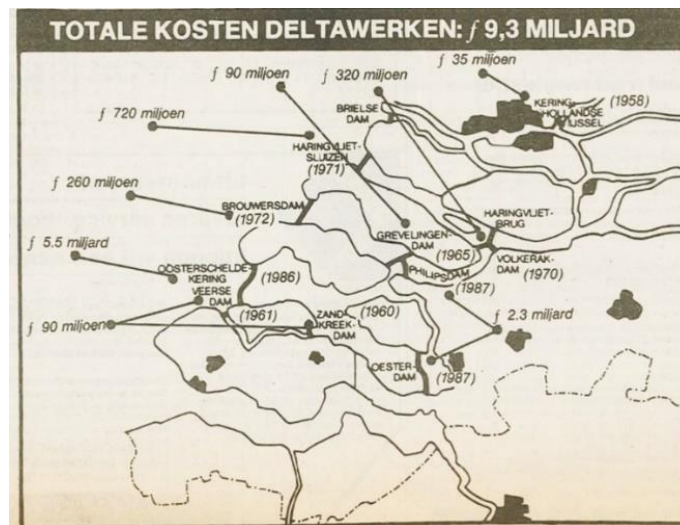 TOTALE KOSTEN DELTAWERKEN: ƒ 9,3 MILJARD
ƒ 90 miljoen
ƒ 320 miljoen
ƒ 35 miljoen
ƒ 720 miljoen
BRIELSE
DAM
KERING
HOLLANDSE
IJSSEL
(1958)
HARINGVLIET-
SLUIZEN
(1971)
ƒ 260 miljoen
BROUWERSDAM
(1972)
GREVELINGEN-
DAM
(1965)
HARINGVLIET-
BRUG
VOLKERAK-
DAM
(1970)
ƒ 5.5 miljard
OOSTERSCHELDE-
KERING
(1986)
PHILIPSDAM
(1987)
VEERSE
DAM
(1961)
ƒ 90 miljoen
ZAND-
KREEK-
DAM
(1960)
ƒ 2.3 miljard
OESTER-
DAM
(1987)